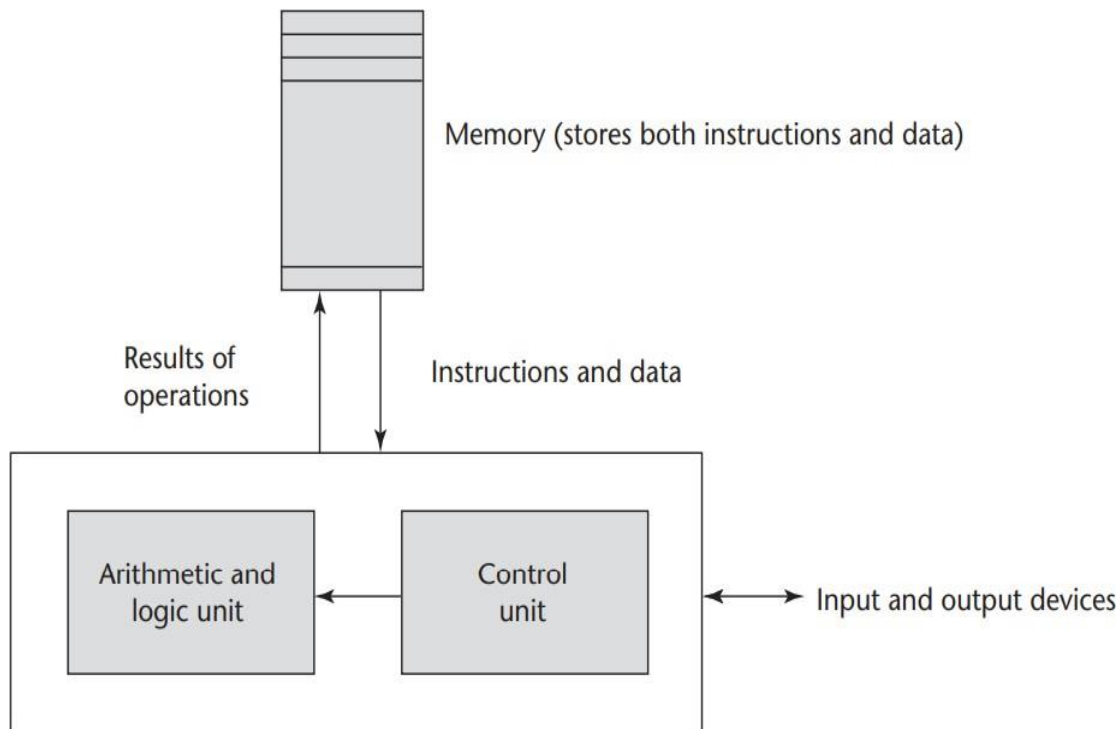 Memory (stores both instructions and data)
Results of
operations
Instructions and data
Arithmetic and
logic unit
Control
unit
Input and output devices